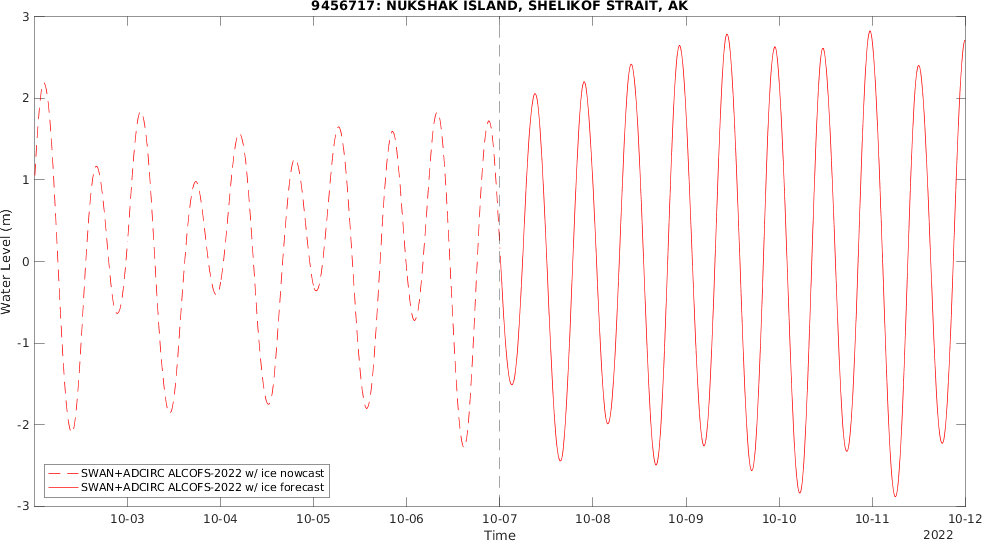 9456717: NUKSHAK ISLAND, SHELIKOF STRAIT, AK
3
2
1
0
-1
-2
-3
Water Level (m)
SWAN+ADCIRC ALCOFS-2022 w/ ice nowcast
SWAN+ADCIRC ALCOFS-2022 w/ ice forecast
10-03 10-04 10-05 10-06 10-07 10-08 10-09 10-10 10-11 10-12
Time
2022